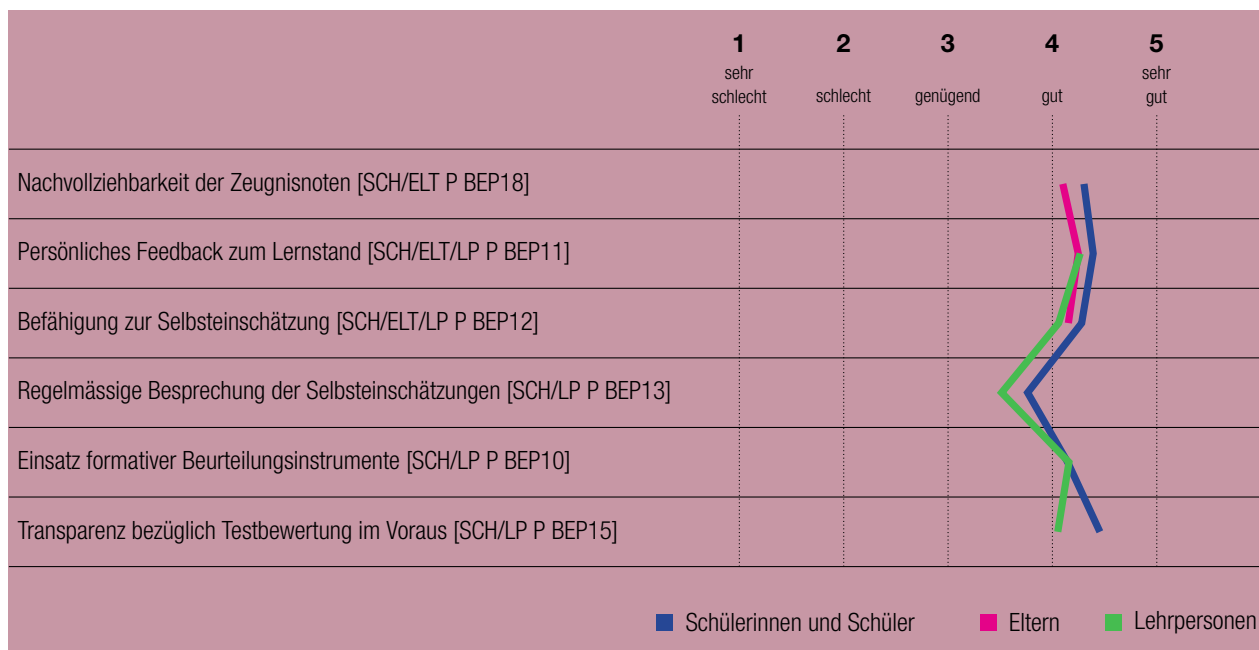 1 2 3 4 5
sehr schlecht schlecht genügend gut sehr gut
Nachvollziehbarkeit der Zeugnisnoten [SCH/ELT P BEP18]
Persönliches Feedback zum Lernstand [SCH/ELT/LP P BEP11]
Befähigung zur Selbsteinschätzung [SCH/ELT/LP P BEP12]
Regelmässige Besprechung der Selbsteinschätzungen [SCH/LP P BEP13]
Einsatz formativer Beurteilungsinstrumente [SCH/LP P BEP10]
Transparenz bezüglich Testbewertung im Voraus [SCH/LP P BEP15]
Schülerinnen und Schüler Eltern Lehrpersonen